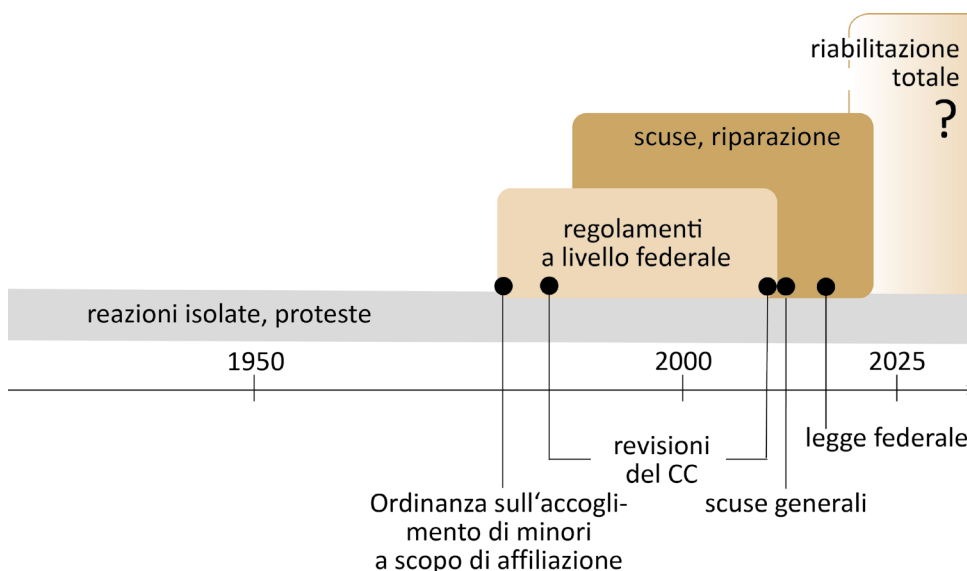 riabilitazione
totale
?
scuse, riparazione
regolamenti
a livello federale
reazioni isolate, proteste
1950
2000
2025
legge federale
revisioni
del CC
scuse generali
Ordinanza sull‘accogli-
mento di minori
a scopo di affiliazione